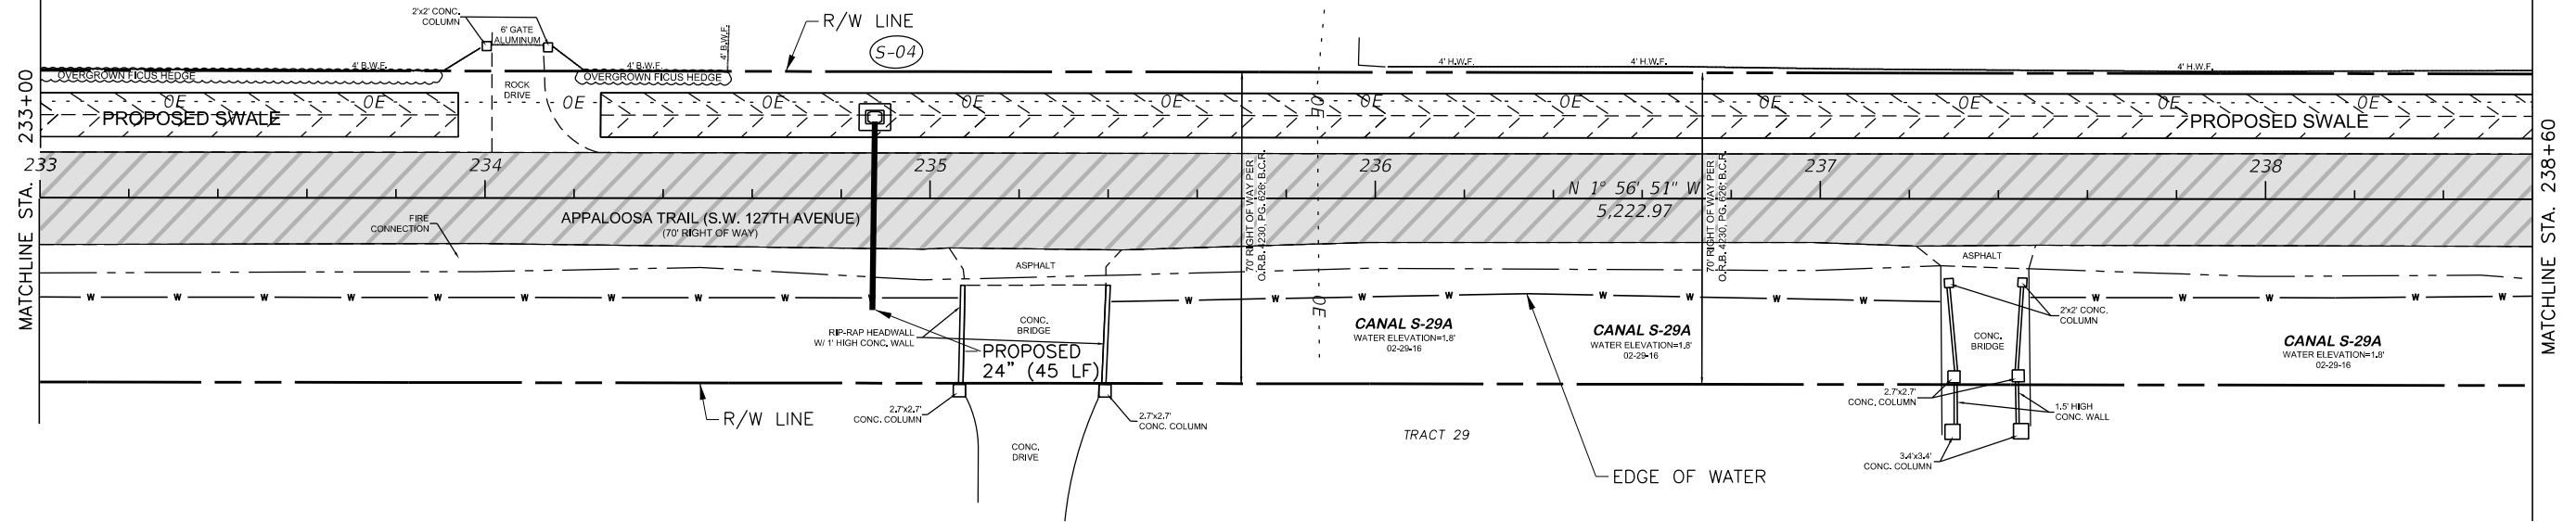 2'x2' CONC.
COLUMN
6' GATE
ALUMINUM
4' B.W.F.
R/W LINE
S-04
4' B.W.F.
4' B.W.F.
4' H.W.F.
4' H.W.F.
4' H.W.F.
OVERGROWN FICUS HEDGE
OVERGROWN FICUS HEDGE
ROCK
DRIVE
OE
OE
OE
OE
OE
OE
OE
OE
OE
OE
OE
OE
OE
PROPOSED SWALE
PROPOSED SWALE
MATCHLINE STA. 233+00
MATCHLINE STA. 238+60
233
234
235
236
237
238
N 1° 56' 51" W
5,222.97
APPALOOSA TRAIL (S.W. 127TH AVENUE)
(70' RIGHT OF WAY)
70' RIGHT OF WAY PER
O.R.B. 4230, PG. 626, B.C.R.
70' RIGHT OF WAY PER
O.R.B. 4230, PG. 626, B.C.R.
FIRE
CONNECTION
ASPHALT
ASPHALT
W W W W W W W W W W
W W W W W W W W W
W W W W W W
OE
CONC.
BRIDGE
RIP-RAP HEADWALL
W/ 1' HIGH CONC. WALL
PROPOSED
24" (45 LF)
CANAL S-29A
WATER ELEVATION=1.8'
02-29-16
CANAL S-29A
WATER ELEVATION=1.8'
02-29-16
CONC.
BRIDGE
2'x2' CONC.
COLUMN
CANAL S-29A
WATER ELEVATION=1.8'
02-29-16
R/W LINE
2.7'x2.7'
CONC. COLUMN
2.7'x2.7'
CONC. COLUMN
2.7'x2.7'
CONC. COLUMN
1.5' HIGH
CONC. WALL
TRACT 29
CONC.
DRIVE
3.4'x3.4'
CONC. COLUMN
EDGE OF WATER